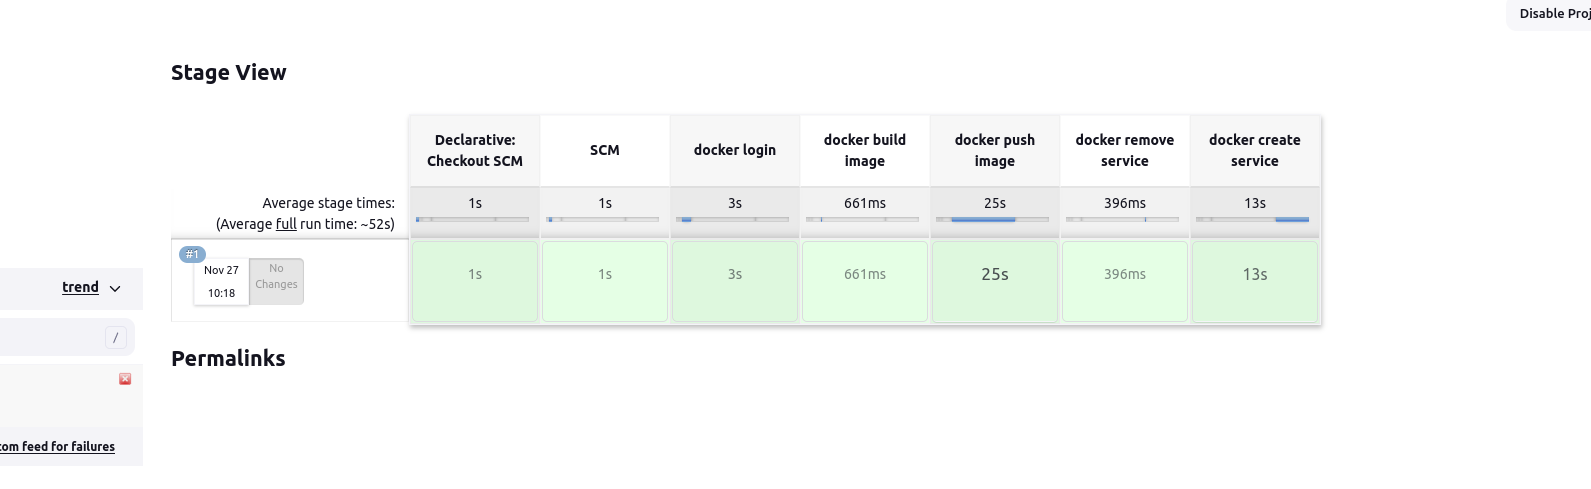 Disable Proj
Stage View
Declarative:
Checkout SCM
SCM
docker login
docker build
image
docker push
image
docker remove
service
docker create
service
Average stage times:
(Average full run time: ~52s)
1s
1s
3s
661ms
25s
396ms
13s
#1
Nov 27
10:18
No
Changes
1s
1s
3s
661ms
25s
396ms
13s
trend
/
Permalinks
tom feed for failures